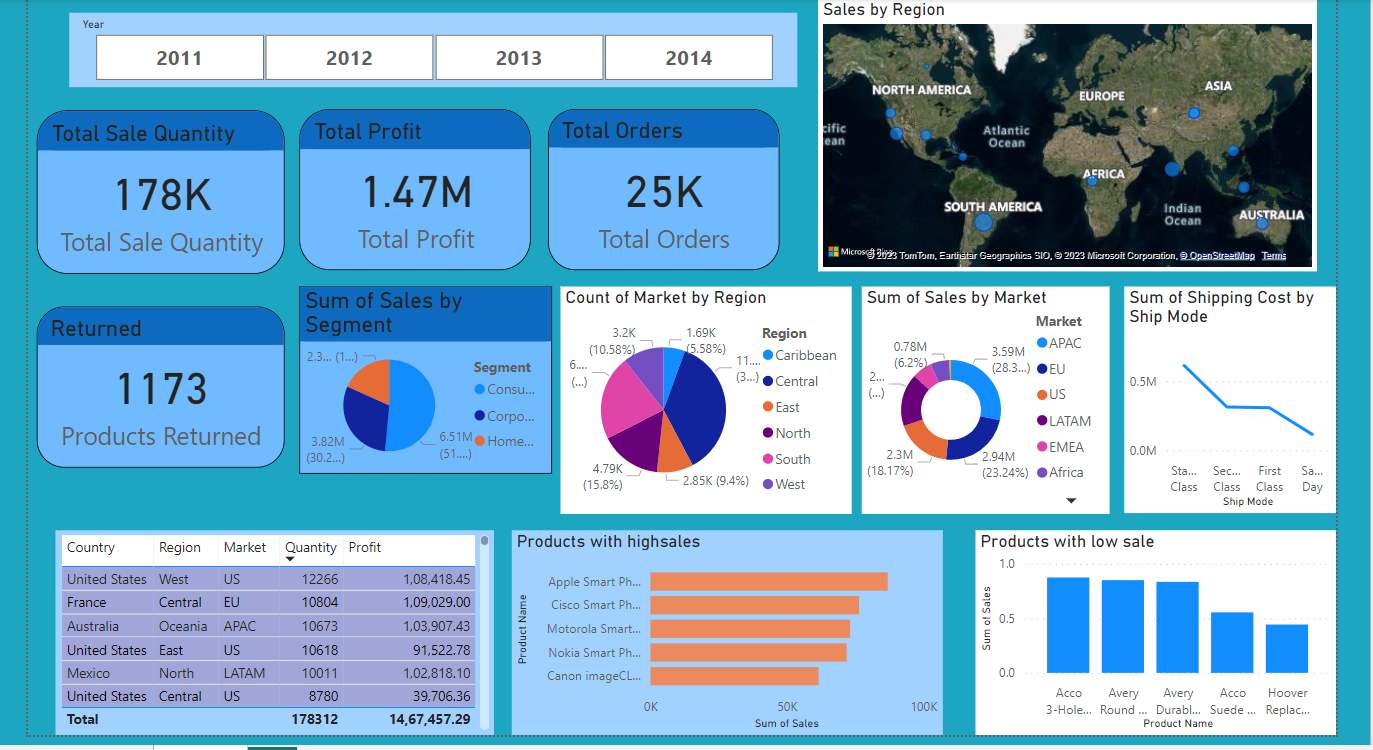 Year
2011
2012
2013
2014
Sales by Region
NORTH AMERICA
EUROPE
ASIA
cific
ean
Atlantic
Ocean
AFRICA
SOUTH AMERICA
Indian
Ocean
AUSTRALIA
Microsoft Bing
© 2023 TomTom, Earthstar Geographics SIO, © 2023 Microsoft Corporation, © OpenStreetMap Terms
Total Sale Quantity
178K
Total Sale Quantity
Total Profit
1.47M
Total Profit
Total Orders
25K
Total Orders
Returned
1173
Products Returned
Sum of Sales by
Segment
2.3... (1...)
3.82M
(30.2...)
6.51M
(51....)
Segment
Consu...
Corpo...
Home...
Count of Market by Region
3.2K
(10.58%)
1.69K
(5.58%)
6....
(...)
11....
(3...)
4.79K
(15.8%)
2.85K (9.4%)
Region
Caribbean
Central
East
North
South
West
Sum of Sales by Market
0.78M
(6.2%)
3.59M
(28.3...)
2...
(...)
2.3M
(18.17%)
2.94M
(23.24%)
Market
APAC
EU
US
LATAM
EMEA
Africa
Sum of Shipping Cost by
Ship Mode
0.5M
0.0M
Sta... Sec... First Sa...
Class Class Class Day
Ship Mode
Country Region Market Quantity Profit
United States West US 12266 1,08,418.45
France Central EU 10804 1,09,029.00
Australia Oceania APAC 10673 1,03,907.43
United States East US 10618 91,522.78
Mexico North LATAM 10011 1,02,818.10
United States Central US 8780 39,706.36
Total 178312 14,67,457.29
Products with highsales
Product Name
Apple Smart Ph...
Cisco Smart Ph...
Motorola Smart...
Nokia Smart Ph...
Canon imageCL...
0K 50K 100K
Sum of Sales
Products with low sale
Sum of Sales
1.0
0.5
0.0
Acco Avery Avery Acco Hoover
3-Hole... Round ... Durabl... Suede ... Replac...
Product Name